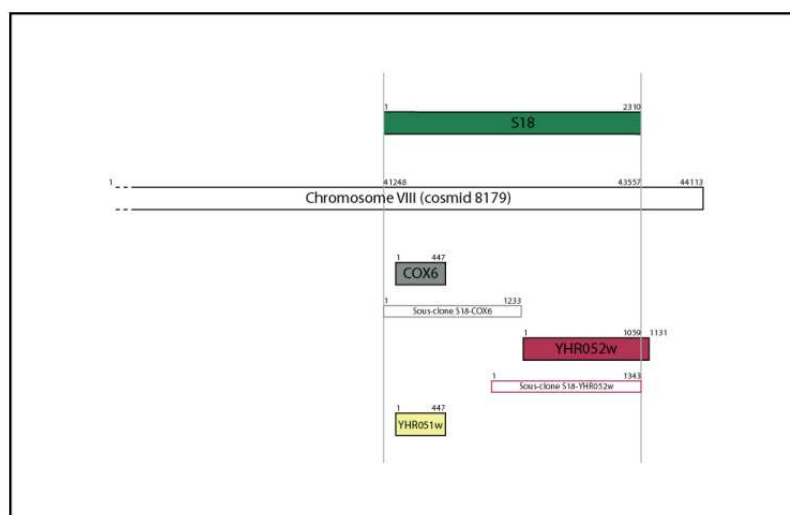 1 2310
S18
1 41248 43557 44113
Chromosome VIII (cosmid 8179)
1 447
COX6
1 1233
Sous-clone S18-COX6
1 1059 1131
YHR052w
1 1343
Sous-clone S18-YHR052w
1 447
YHR051w